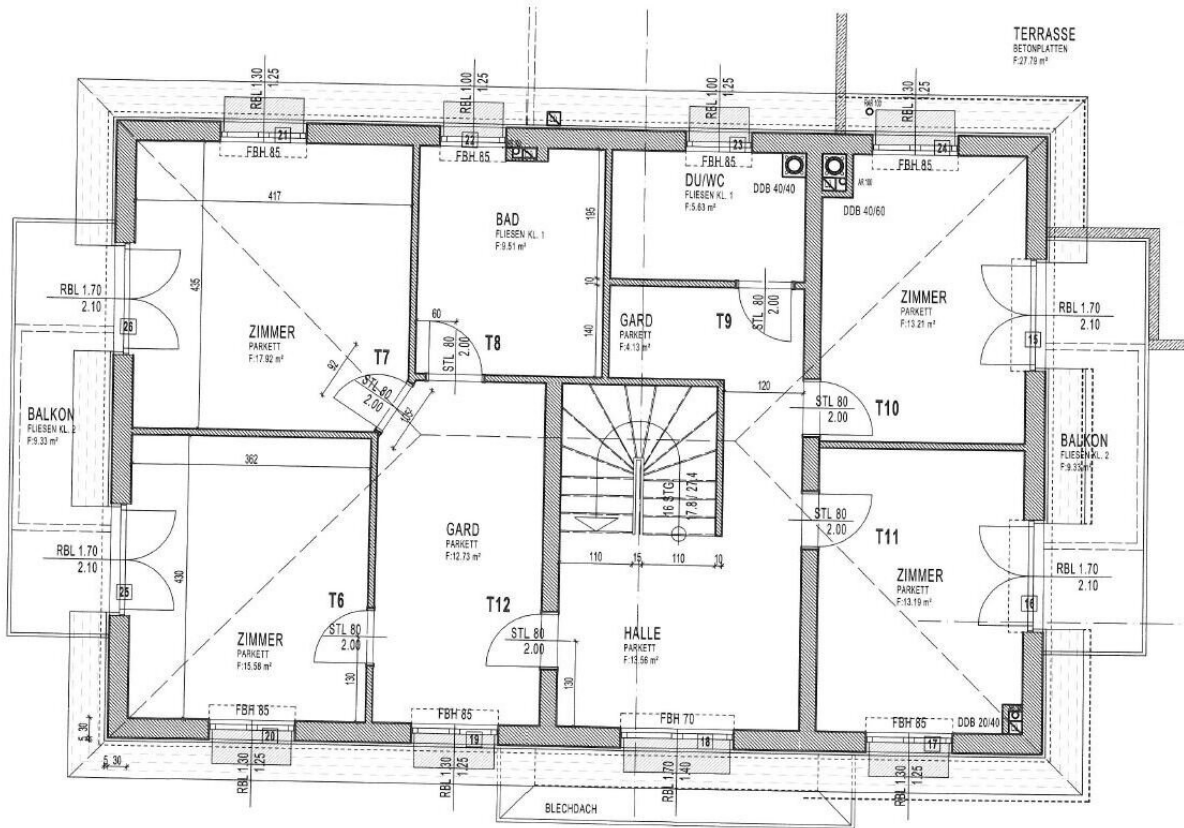 TERRASSE
BETONPLATTEN
F:27.79 m²
RBL 1.30
1.25
RBL 1.00
1.25
RBL 1.00
1.25
RBL 1.30
1.25
21
22
23
24
FBH 85
FBH 85
FBH 85
FBH 85
417
435
BAD
FLIESEN KL. 1
F:9.51 m²
195
10
140
DU/WC
FLIESEN KL. 1
F:5.63 m²
DDB 40/40
DDB 40/60
RBL 1.70
2.10
26
ZIMMER
PARKETT
F:17.92 m²
T7
STL 80
2.00
60
STL 80
2.00
T8
GARD
PARKETT
F:4.13 m²
T9
STL 80
2.00
120
ZIMMER
PARKETT
F:13.21 m²
15
RBL 1.70
2.10
STL 80
2.00
T10
BALKON
FLIESEN KL. 2
F:9.33 m²
BALKON
FLIESEN KL. 2
F:9.33 m²
362
430
GARD
PARKETT
F:12.73 m²
16 STG
17.8 / 27.4
110
15
110
10
STL 80
2.00
T11
RBL 1.70
2.10
25
ZIMMER
PARKETT
F:15.58 m²
T6
STL 80
2.00
130
T12
STL 80
2.00
130
HALLE
PARKETT
F:13.56 m²
ZIMMER
PARKETT
F:13.19 m²
16
RBL 1.70
2.10
FBH 85
FBH 85
FBH 70
FBH 85
DDB 20/40
20
19
18
17
5 30
5 30
RBL 1.30
1.25
RBL 1.30
1.25
RBL 1.70
1.40
RBL 1.30
1.25
BLECHDACH